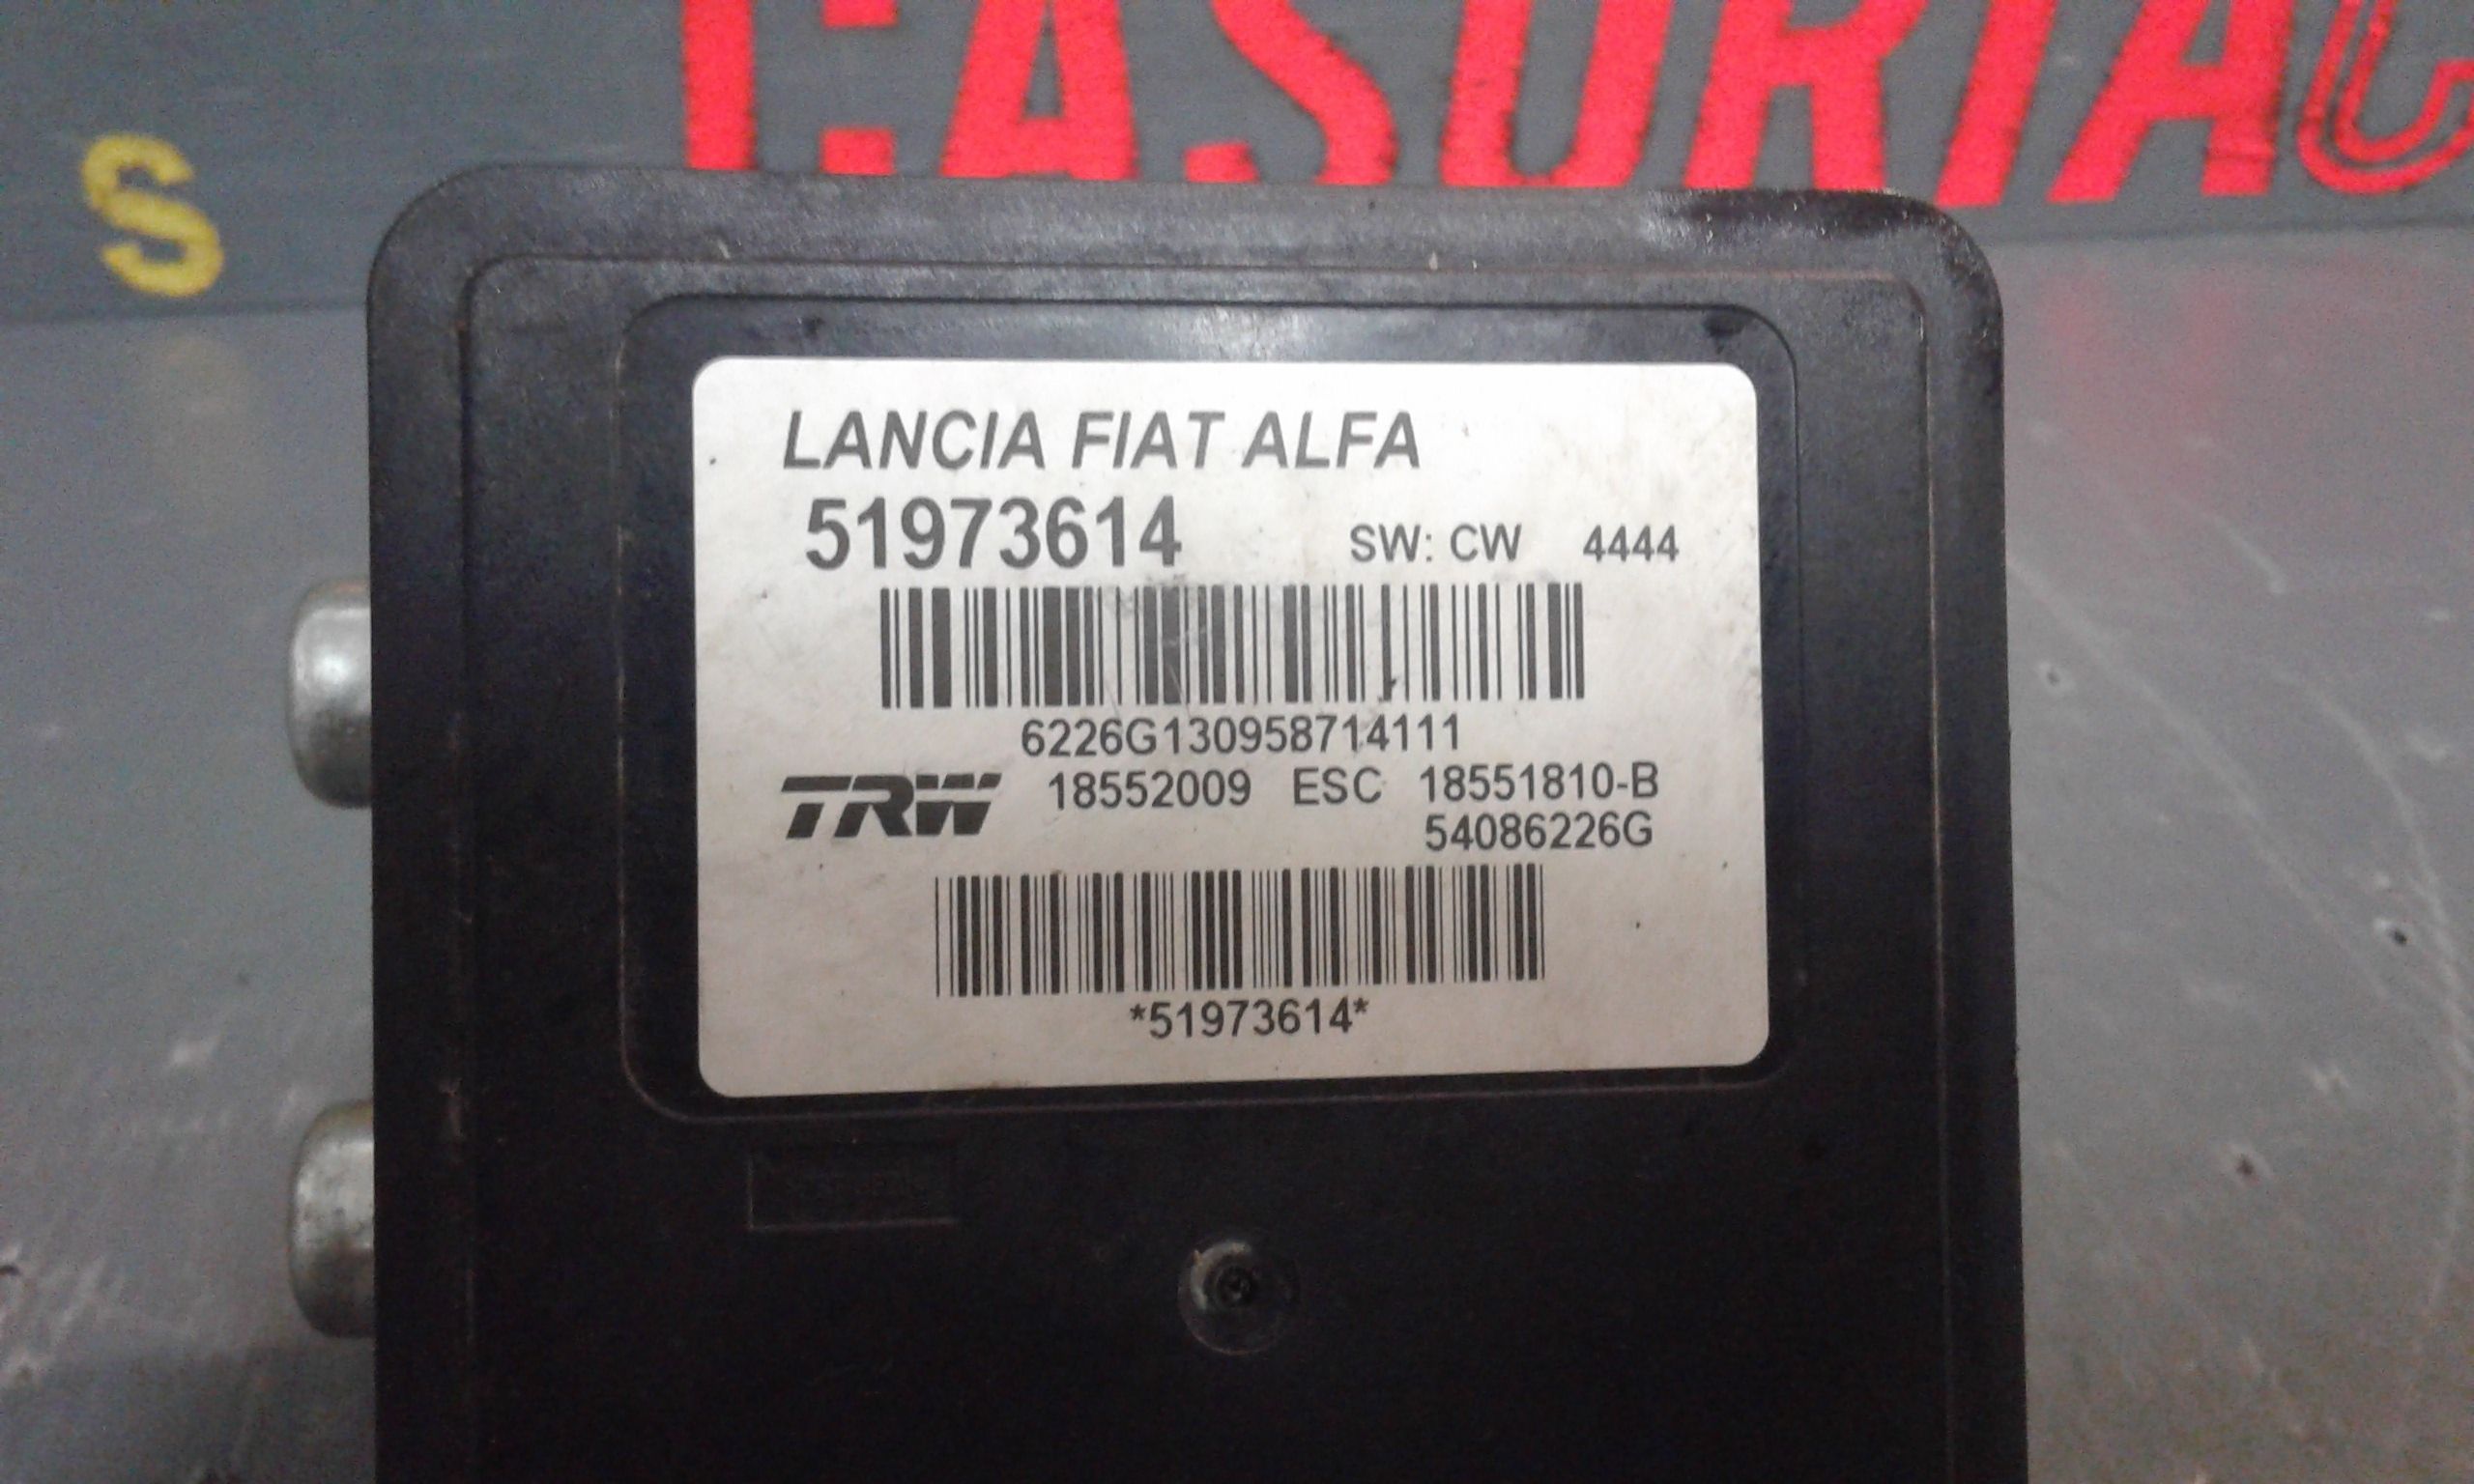 S
LANCIA FIAT ALFA
51973614 SW: CW 4444
6226G130958714111
TRW 18552009 ESC 18551810-B
54086226G
*51973614*